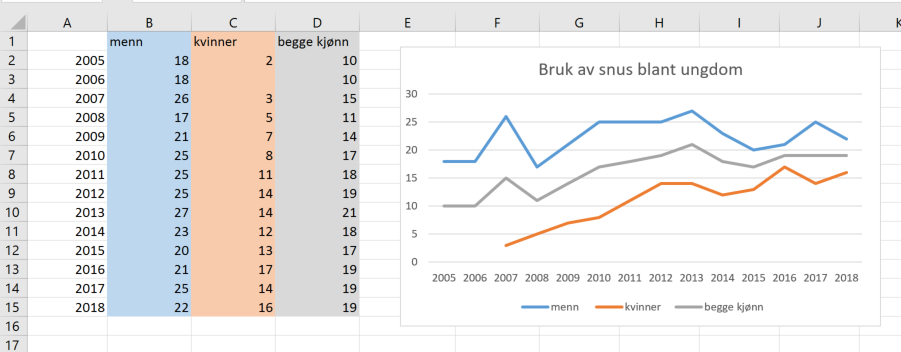 A B C D E F G H I J K
1 menn kvinner begge kjønn
2 2005 18 2 10
3 2006 18 10
4 2007 26 3 15
5 2008 17 5 11
6 2009 21 7 14
7 2010 25 8 17
8 2011 25 11 18
9 2012 25 14 19
10 2013 27 14 21
11 2014 23 12 18
12 2015 20 13 17
13 2016 21 17 19
14 2017 25 14 19
15 2018 22 16 19
16
17
Bruk av snus blant ungdom
30
25
20
15
10
5
0
2005 2006 2007 2008 2009 2010 2011 2012 2013 2014 2015 2016 2017 2018
menn kvinner begge kjønn